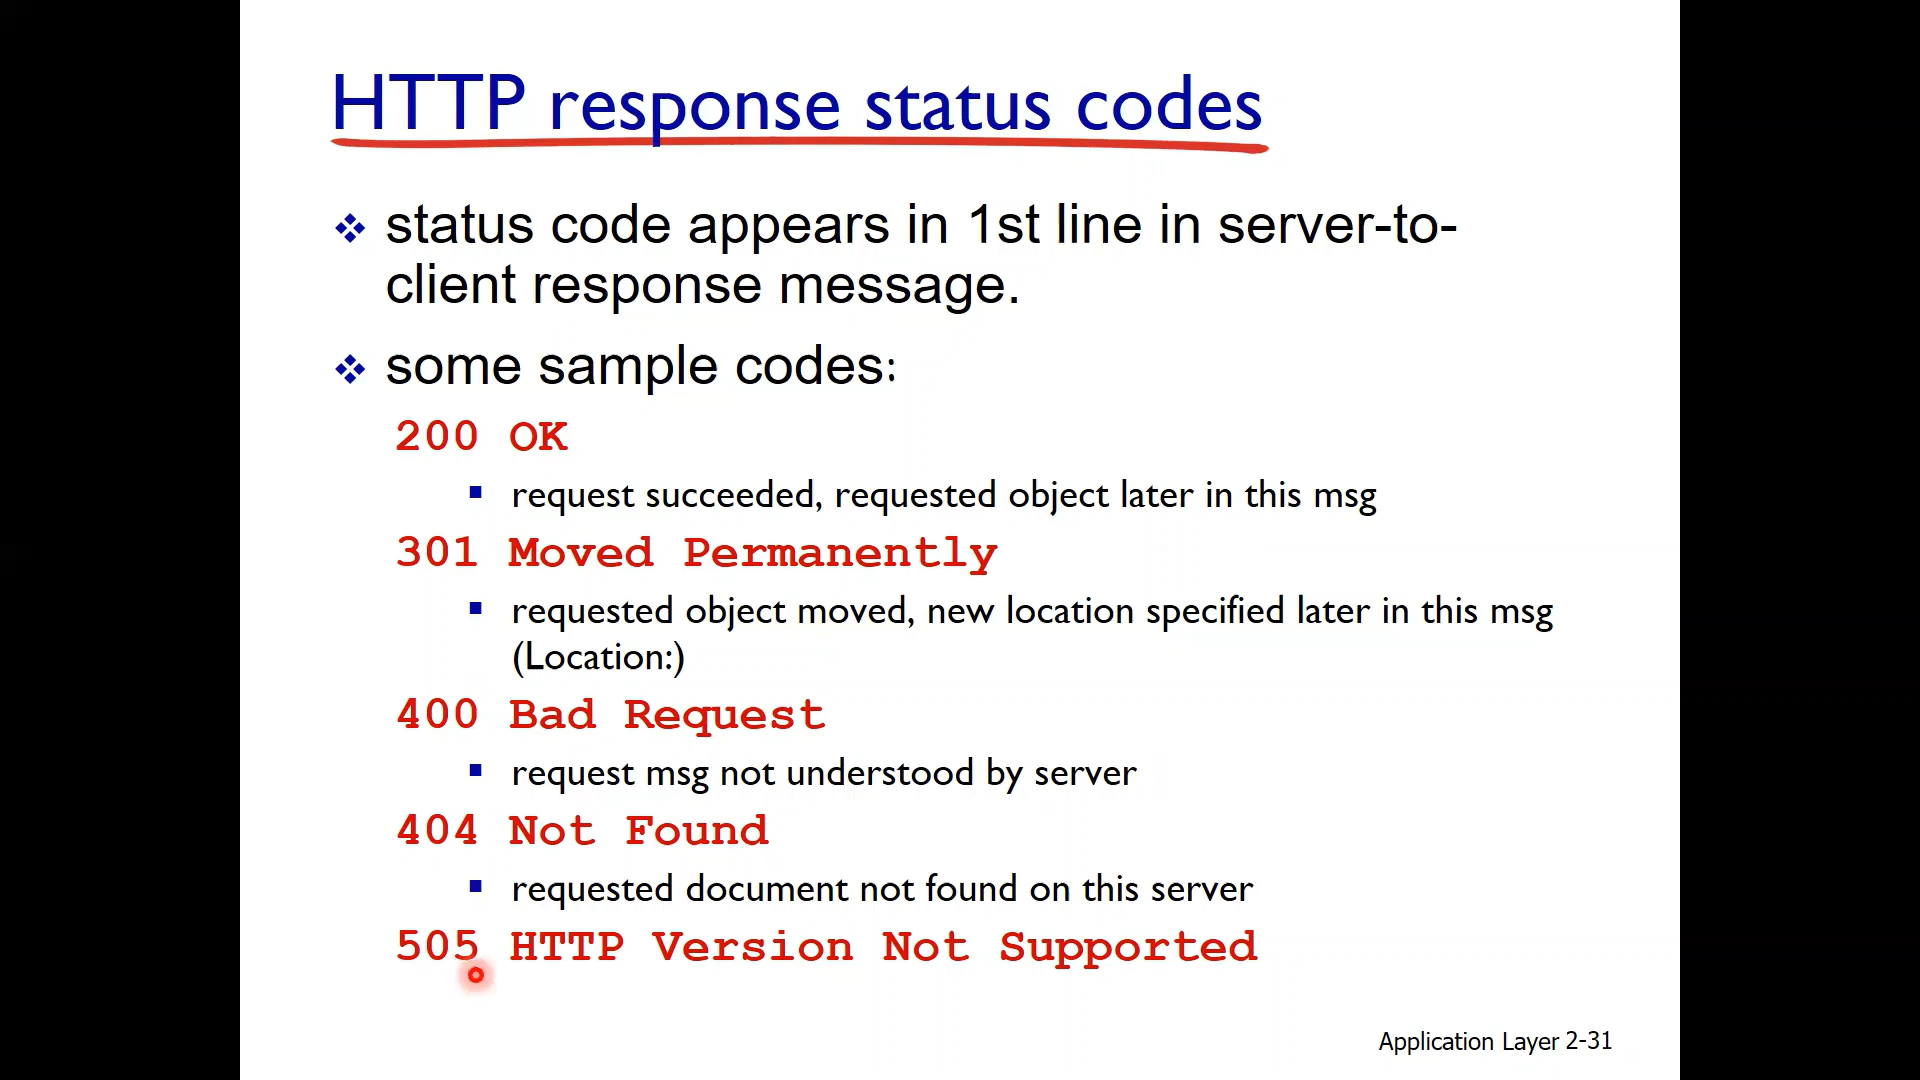 HTTP response status codes
status code appears in 1st line in server-to-
client response message.
some sample codes:
200 OK
request succeeded, requested object later in this msg
301 Moved Permanently
requested object moved, new location specified later in this msg
(Location:)
400 Bad Request
request msg not understood by server
404 Not Found
requested document not found on this server
505 HTTP Version Not Supported
Application Layer 2-31